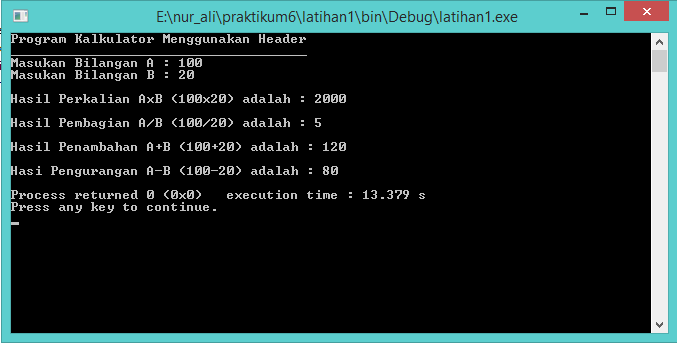 E:\nur_ali\praktikum6\latihan1\bin\Debug\latihan1.exe
Program Kalkulator Menggunakan Header
Masukan Bilangan A : 100
Masukan Bilangan B : 20
Hasil Perkalian AxB (100x20) adalah : 2000
Hasil Pembagian A/B (100/20) adalah : 5
Hasil Penambahan A+B (100+20) adalah : 120
Hasi Pengurangan A-B (100-20) adalah : 80
Process returned 0 (0x0)   execution time : 13.379 s
Press any key to continue.